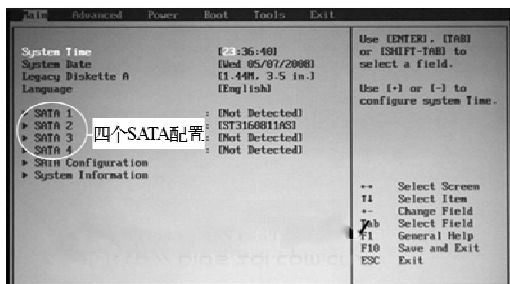 Main Advanced Power Boot Tools Exit
System Time [23:36:40]
System Date [Wed 05/07/2008]
Legacy Diskette A [1.44M, 3.5 in.]
Language [English]
▶ SATA 1 : [Not Detected]
▶ SATA 2 : [ST3160811AS]
▶ SATA 3 : [Not Detected]
▶ SATA 4 : [Not Detected]
四个SATA配置
▶ SATA Configuration
▶ System Information
Use [ENTER], [TAB]
or [SHIFT-TAB] to
select a field.
Use [+] or [-] to
configure system Time.
←→ Select Screen
↑↓ Select Item
+- Change Field
Tab Select Field
F1 General Help
F10 Save and Exit
ESC Exit